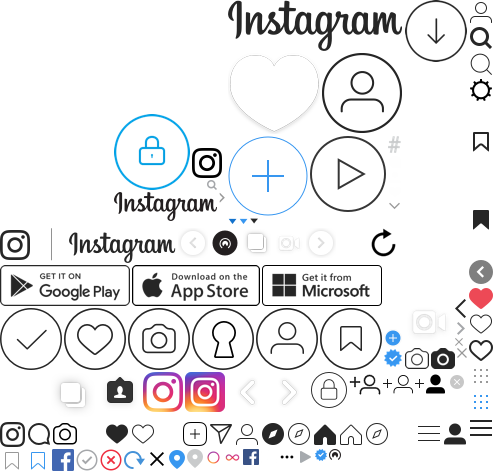 Instagram
#
Instagram
Instagram
GET IT ON
Google Play
Download on the
App Store
Get it from
Microsoft